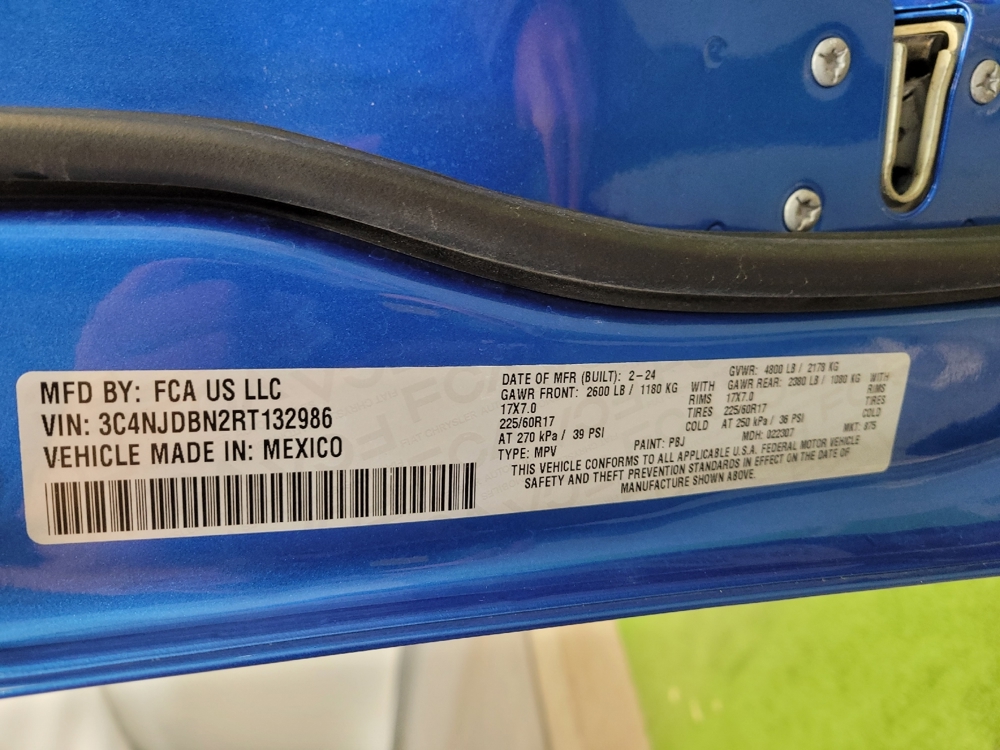 MFD BY: FCA US LLC
VIN: 3C4NJDBN2RT132986
VEHICLE MADE IN: MEXICO
DATE OF MFR (BUILT): 2-24 GVWR: 4800 LB / 2178 KG
GAWR FRONT: 2600 LB / 1180 KG WITH GAWR REAR: 2380 LB / 1080 KG WITH
17X7.0 RIMS 17X7.0 RIMS
225/60R17 TIRES 225/60R17 TIRES
AT 270 kPa / 39 PSI COLD AT 250 kPa / 36 PSI COLD
TYPE: MPV PAINT: PBJ MDH: 022307 MKT: 875
THIS VEHICLE CONFORMS TO ALL APPLICABLE U.S.A. FEDERAL MOTOR VEHICLE
SAFETY AND THEFT PREVENTION STANDARDS IN EFFECT ON THE DATE OF
MANUFACTURE SHOWN ABOVE.